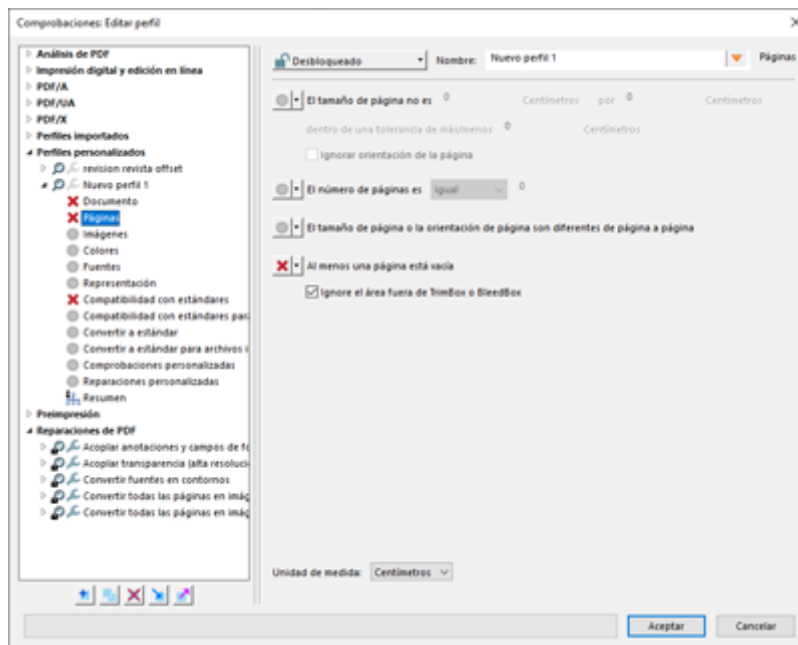 Comprobaciones: Editar perfil
Análisis de PDF
Impresión digital y edición en línea
PDF/A
PDF/UA
PDF/X
Perfiles importados
Perfiles personalizados
revision revista offset
Nuevo perfil 1
Documento
Páginas
Imágenes
Colores
Fuentes
Representación
Compatibilidad con estándares
Compatibilidad con estándares par
Convertir a estándar
Convertir a estándar para archivos i
Comprobaciones personalizadas
Reparaciones personalizadas
Resumen
Preimpresión
Reparaciones de PDF
Acoplar anotaciones y campos de fo
Acoplar transparencia (alta resoluci
Convertir fuentes en contornos
Convertir todas las páginas en imág
Convertir todas las páginas en imág
Desbloqueado Nombre: Nuevo perfil 1 Páginas
El tamaño de página no es 0 Centímetros por 0 Centímetros
dentro de una tolerancia de más/menos 0 Centímetros
Ignorar orientación de la página
El número de páginas es igual 0
El tamaño de página o la orientación de página son diferentes de página a página
Al menos una página está vacía
Ignore el área fuera de TrimBox o BleedBox
Unidad de medida: Centímetros
Aceptar Cancelar